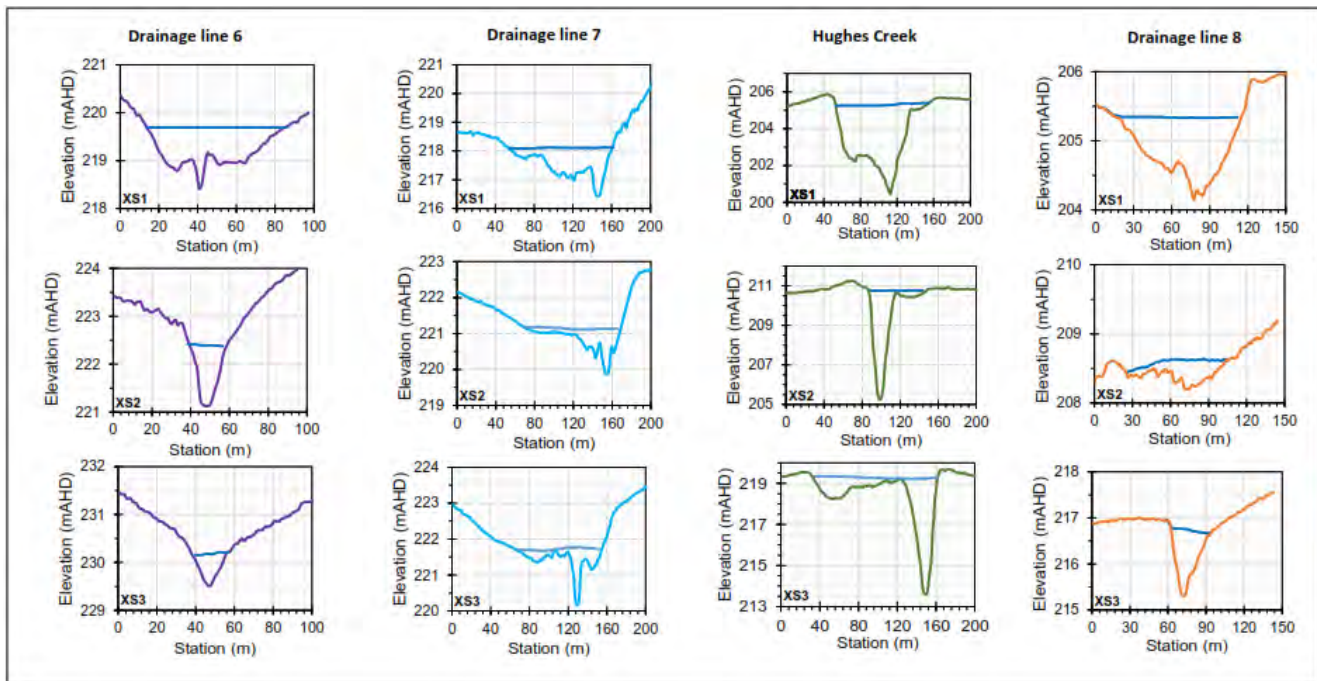 Drainage line 6
Drainage line 7
Hughes Creek
Drainage line 8
Elevation (mAHD)
221
220
219
218
XS1
0 20 40 60 80 100
Station (m)
Elevation (mAHD)
221
220
219
218
217
216
XS1
0 40 80 120 160 200
Station (m)
Elevation (mAHD)
206
204
202
200
XS1
0 40 80 120 160 200
Station (m)
Elevation (mAHD)
206
205
204
XS1
0 30 60 90 120 150
Station (m)
Elevation (mAHD)
224
223
222
221
XS2
0 20 40 60 80 100
Station (m)
Elevation (mAHD)
223
222
221
220
219
XS2
0 40 80 120 160 200
Station (m)
Elevation (mAHD)
211
209
207
205
XS2
0 40 80 120 160 200
Station (m)
Elevation (mAHD)
210
209
208
XS2
0 30 60 90 120 150
Station (m)
Elevation (mAHD)
232
231
230
229
XS3
0 20 40 60 80 100
Station (m)
Elevation (mAHD)
224
223
222
221
220
XS3
0 40 80 120 160 200
Station (m)
Elevation (mAHD)
219
217
215
213
XS3
0 40 80 120 160 200
Station (m)
Elevation (mAHD)
218
217
216
215
XS3
0 30 60 90 120 150
Station (m)